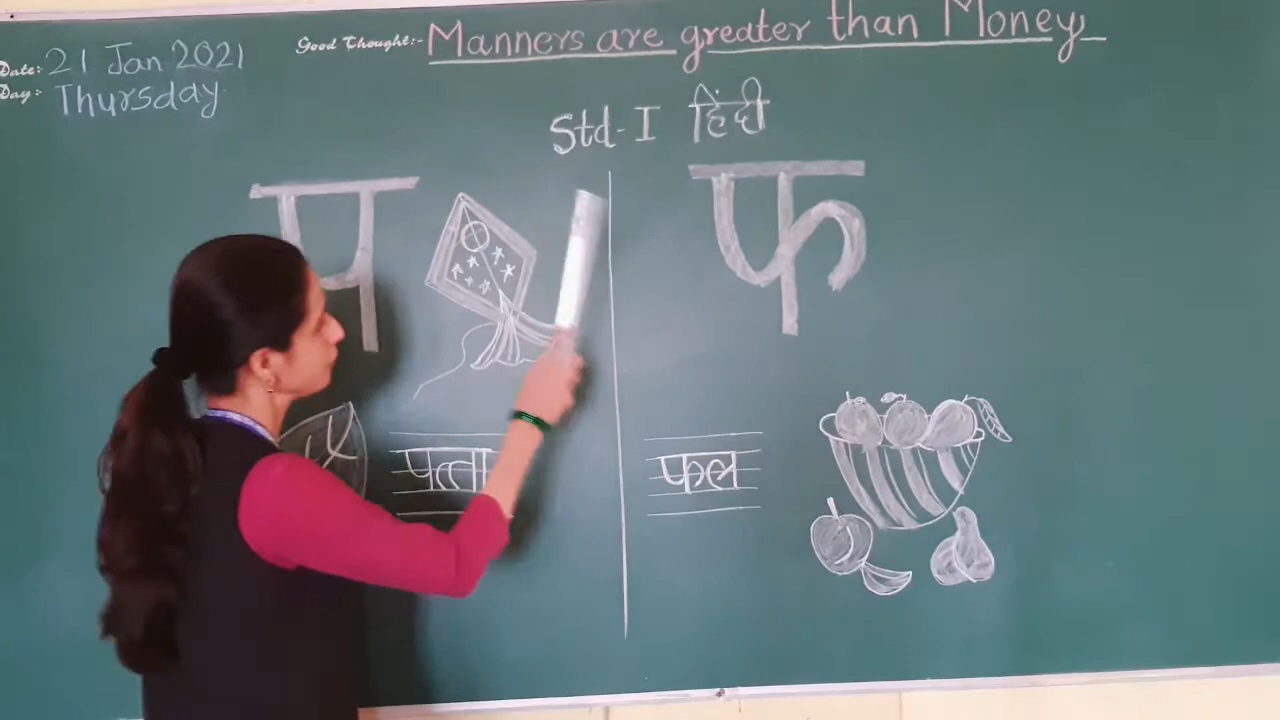 Good Thought:- Manners are greater than Money
Date: 21 Jan 2021
Day: Thursday
Std-I हिंदी
प
फ
पत्ता
फल